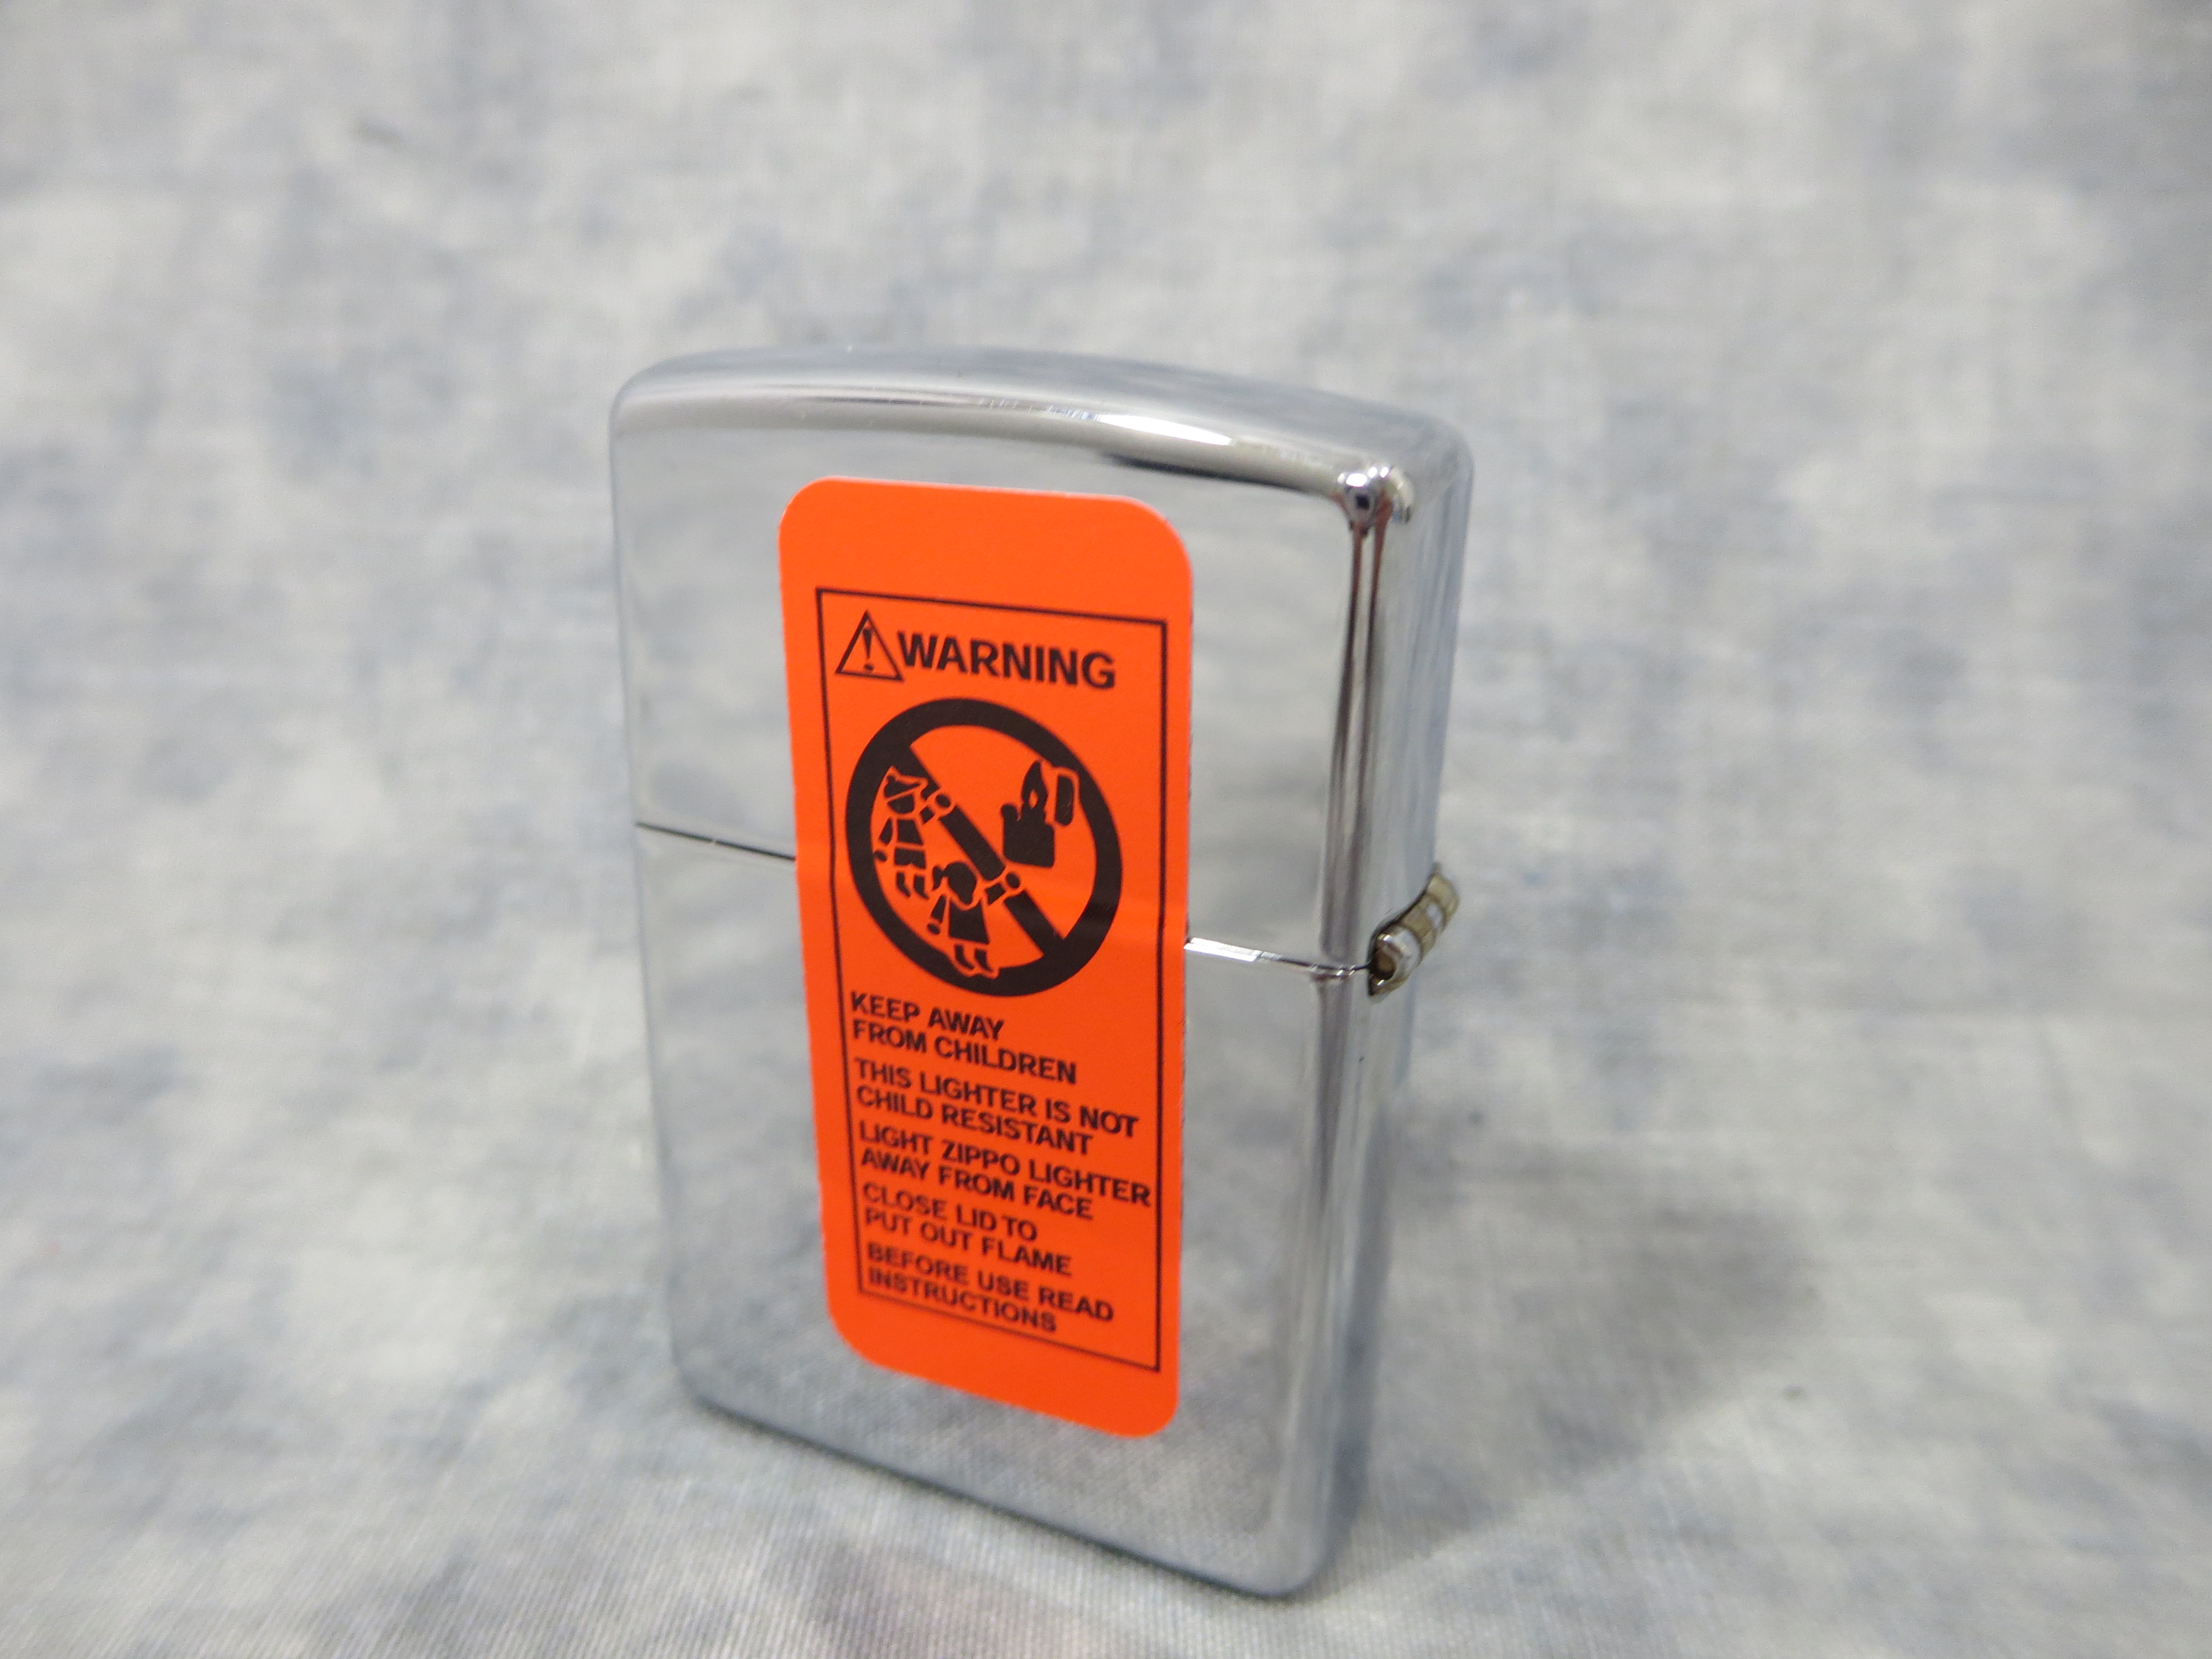 WARNING
KEEP AWAY
FROM CHILDREN
THIS LIGHTER IS NOT
CHILD RESISTANT
LIGHT ZIPPO LIGHTER
AWAY FROM FACE
CLOSE LID TO
PUT OUT FLAME
BEFORE USE READ
INSTRUCTIONS